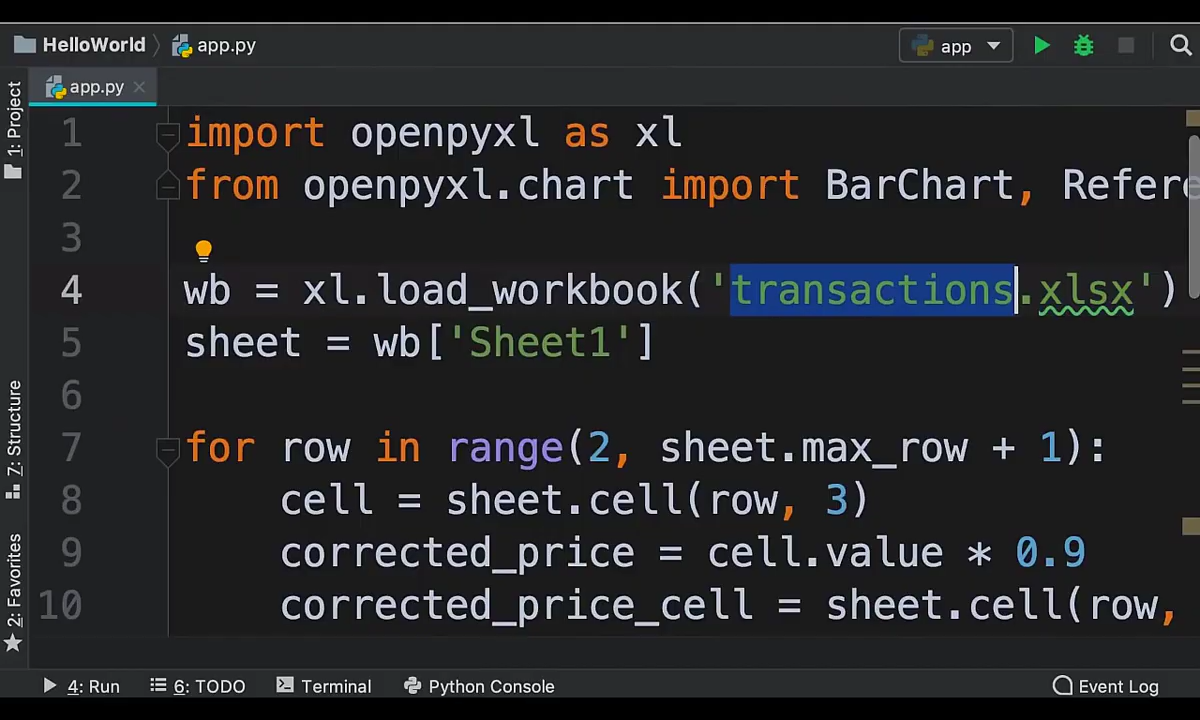 HelloWorld app.py app
app.py
1: Project
7: Structure
2: Favorites
1 import openpyxl as xl
2 from openpyxl.chart import BarChart, Refere
3
4 wb = xl.load_workbook('transactions.xlsx')
5 sheet = wb['Sheet1']
6
7 for row in range(2, sheet.max_row + 1):
8 cell = sheet.cell(row, 3)
9 corrected_price = cell.value * 0.9
10 corrected_price_cell = sheet.cell(row,
4: Run 6: TODO Terminal Python Console Event Log